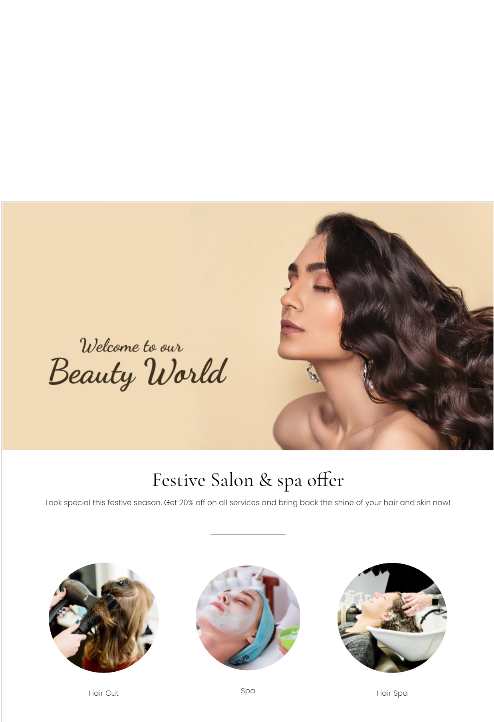 Welcome to our
Beauty World
Festive Salon & spa offer
Look special this festive season. Get 20% off on all services and bring back the shine of your hair and skin now!
Hair Cut
Spa
Hair Spa